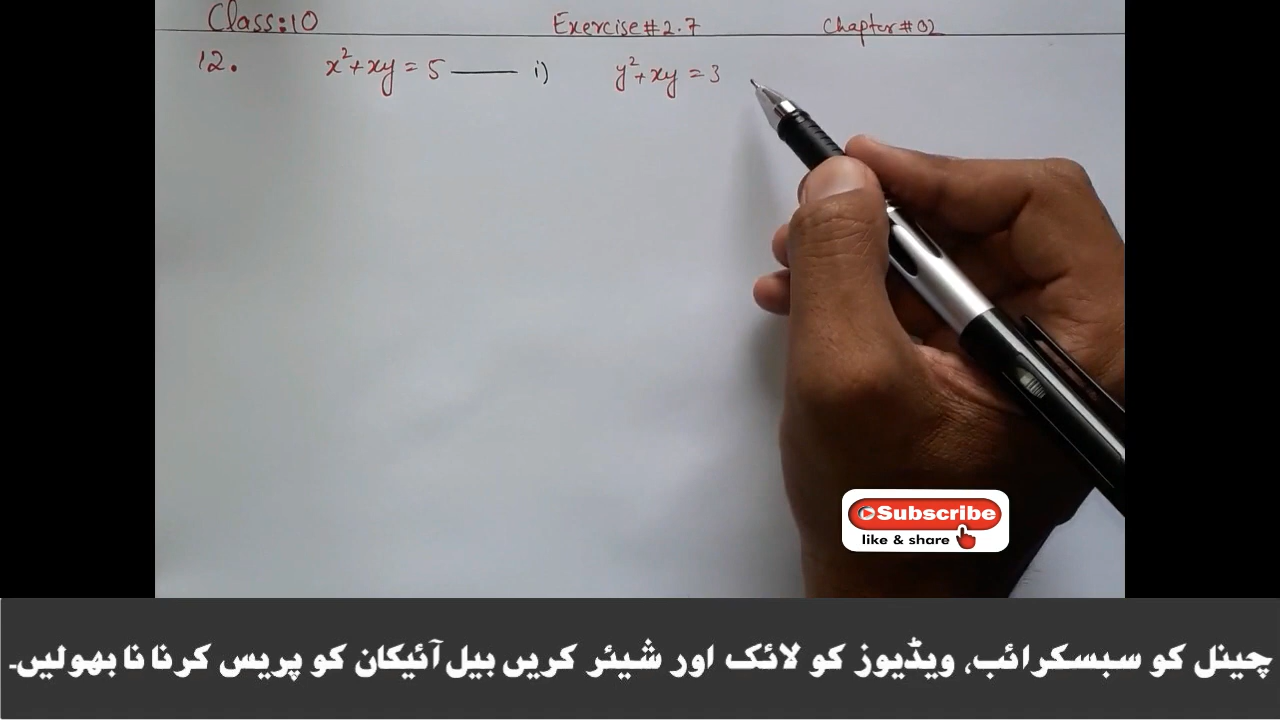 Class:10 Exercise#2.7 Chapter#02
12. x²+xy = 5 —— i) y²+xy = 3
Subscribe
like & share
چینل کو سبسکرائب، ویڈیوز کو لائک اور شیئر کریں بیل آئیکان کو پریس کرنا نا بھولیں۔